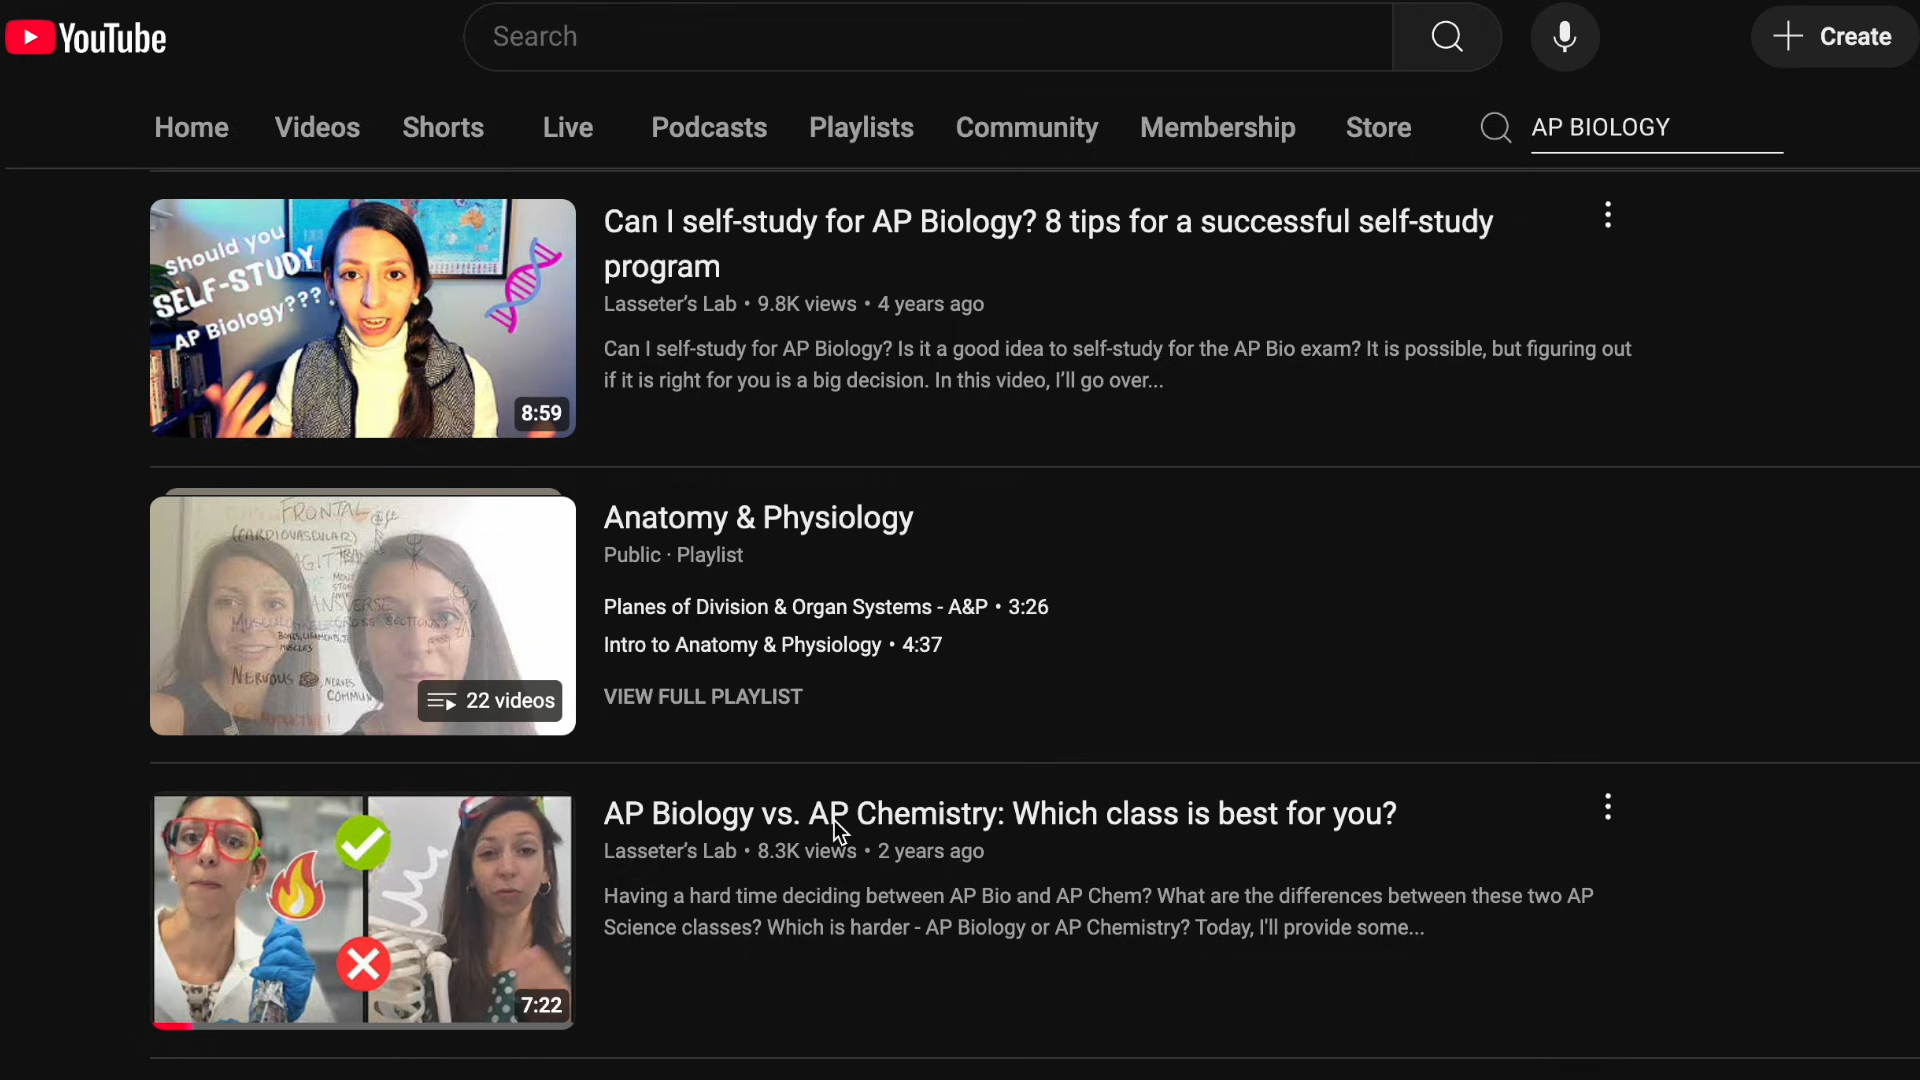 YouTube
Search
Create
Home Videos Shorts Live Podcasts Playlists Community Membership Store AP BIOLOGY
Should you
SELF-STUDY
AP Biology???
8:59
Can I self-study for AP Biology? 8 tips for a successful self-study
program
Lasseter's Lab • 9.8K views • 4 years ago
Can I self-study for AP Biology? Is it a good idea to self-study for the AP Bio exam? It is possible, but figuring out
if it is right for you is a big decision. In this video, I'll go over...
FRONTAL
(CARDIOVASCULAR)
NERVOUS
NERVES
22 videos
Anatomy & Physiology
Public · Playlist
Planes of Division & Organ Systems - A&P • 3:26
Intro to Anatomy & Physiology • 4:37
VIEW FULL PLAYLIST
7:22
AP Biology vs. AP Chemistry: Which class is best for you?
Lasseter's Lab • 8.3K views • 2 years ago
Having a hard time deciding between AP Bio and AP Chem? What are the differences between these two AP
Science classes? Which is harder - AP Biology or AP Chemistry? Today, I'll provide some...